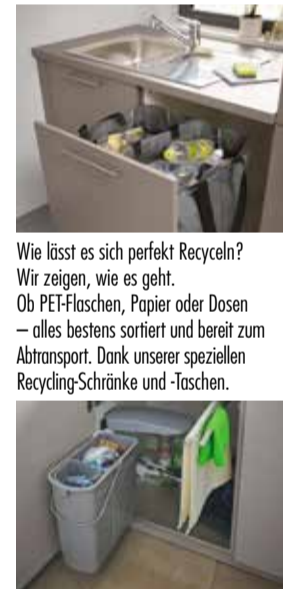 Wie lässt es sich perfekt Recyceln?
Wir zeigen, wie es geht.
Ob PET-Flaschen, Papier oder Dosen
– alles bestens sortiert und bereit zum
Abtransport. Dank unserer speziellen
Recycling-Schränke und -Taschen.